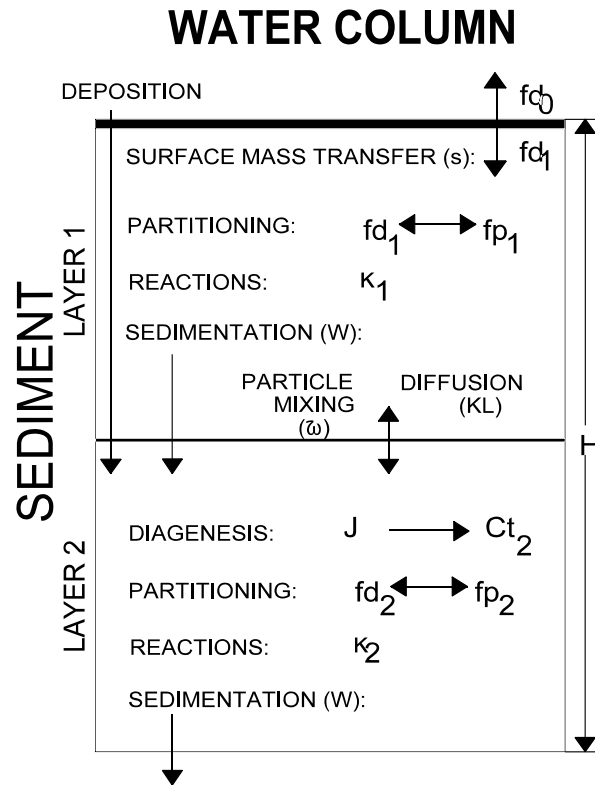 WATER COLUMN
DEPOSITION
fd0
SURFACE MASS TRANSFER (s):
fd1
PARTITIONING:
fd1
fp1
REACTIONS:
κ1
SEDIMENTATION (W):
PARTICLE
MIXING
(ω)
DIFFUSION
(KL)
SEDIMENT
LAYER 1
H
DIAGENESIS:
J
Ct2
PARTITIONING:
fd2
fp2
REACTIONS:
κ2
SEDIMENTATION (W):
LAYER 2